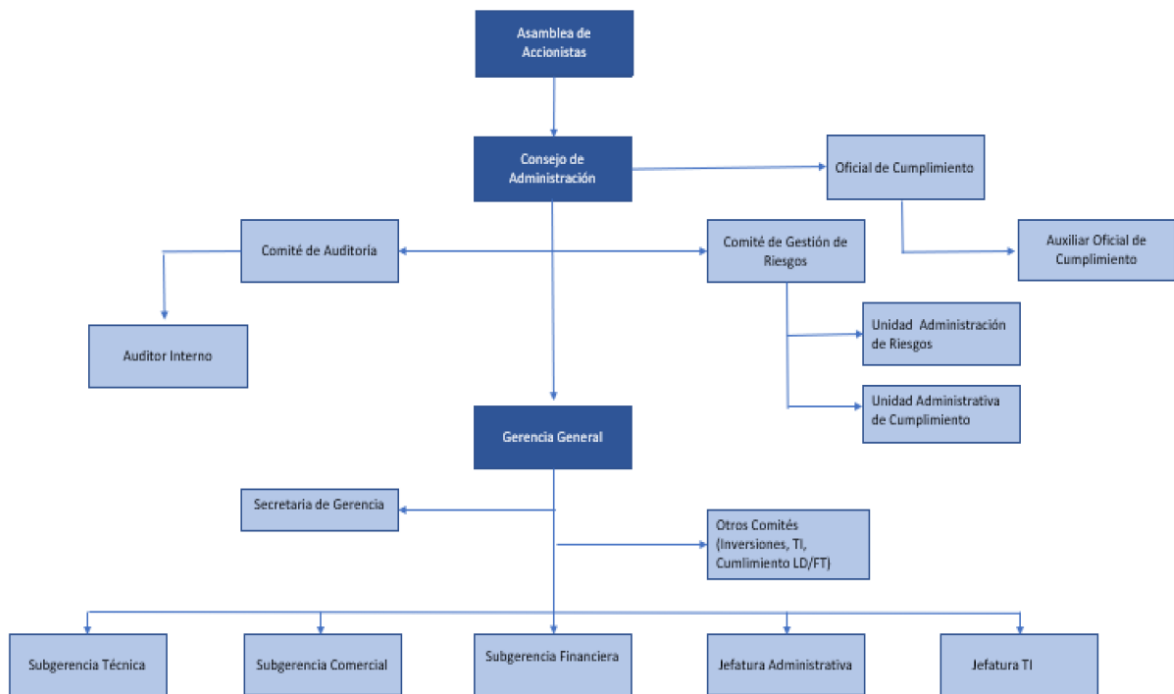 Asamblea de
Accionistas
Consejo de
Administración
Oficial de Cumplimiento
Comité de Auditoría
Comité de Gestión de
Riesgos
Auxiliar Oficial de
Cumplimiento
Auditor Interno
Unidad Administración
de Riesgos
Unidad Administrativa
de Cumplimiento
Gerencia General
Secretaria de Gerencia
Otros Comités
(Inversiones, TI,
Cumlimiento LD/FT)
Subgerencia Técnica
Subgerencia Comercial
Subgerencia Financiera
Jefatura Administrativa
Jefatura TI